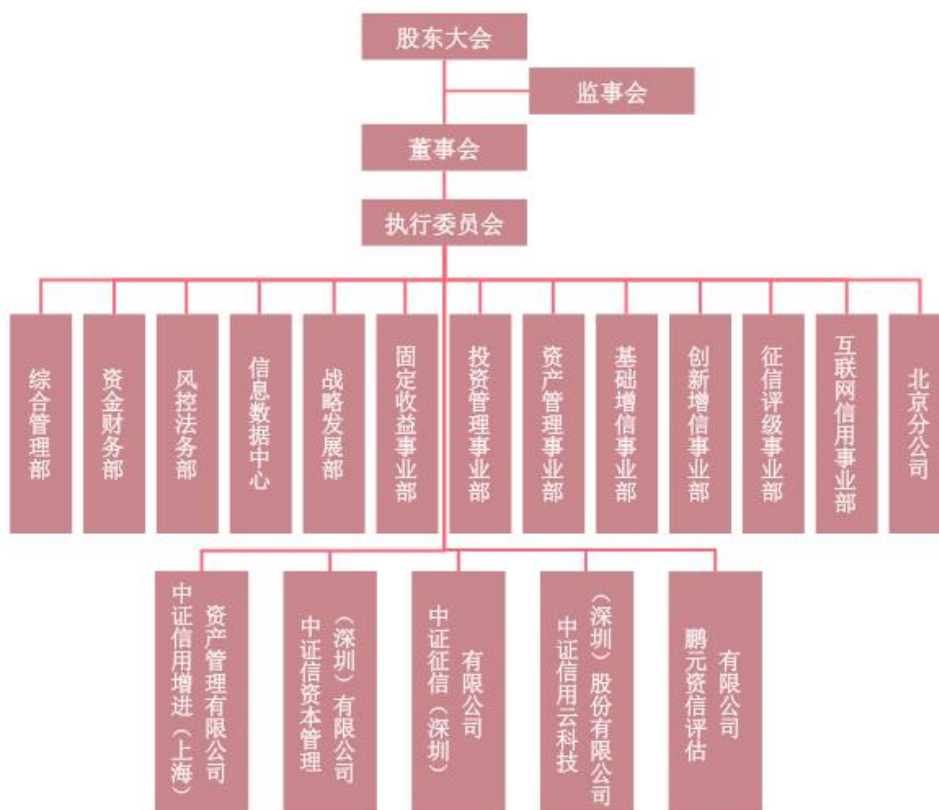 股东大会
监事会
董事会
执行委员会
综合管理部
资金财务部
风控法务部
信息数据中心
战略发展部
固定收益事业部
投资管理事业部
资产管理事业部
基础增信事业部
创新增信事业部
征信评级事业部
互联网信用事业部
北京分公司
中证信用增进（上海）
资产管理有限公司
中证信资本管理
（深圳）有限公司
中证征信（深圳）
有限公司
中证信用云科技
（深圳）股份有限公司
鹏元资信评估
有限公司